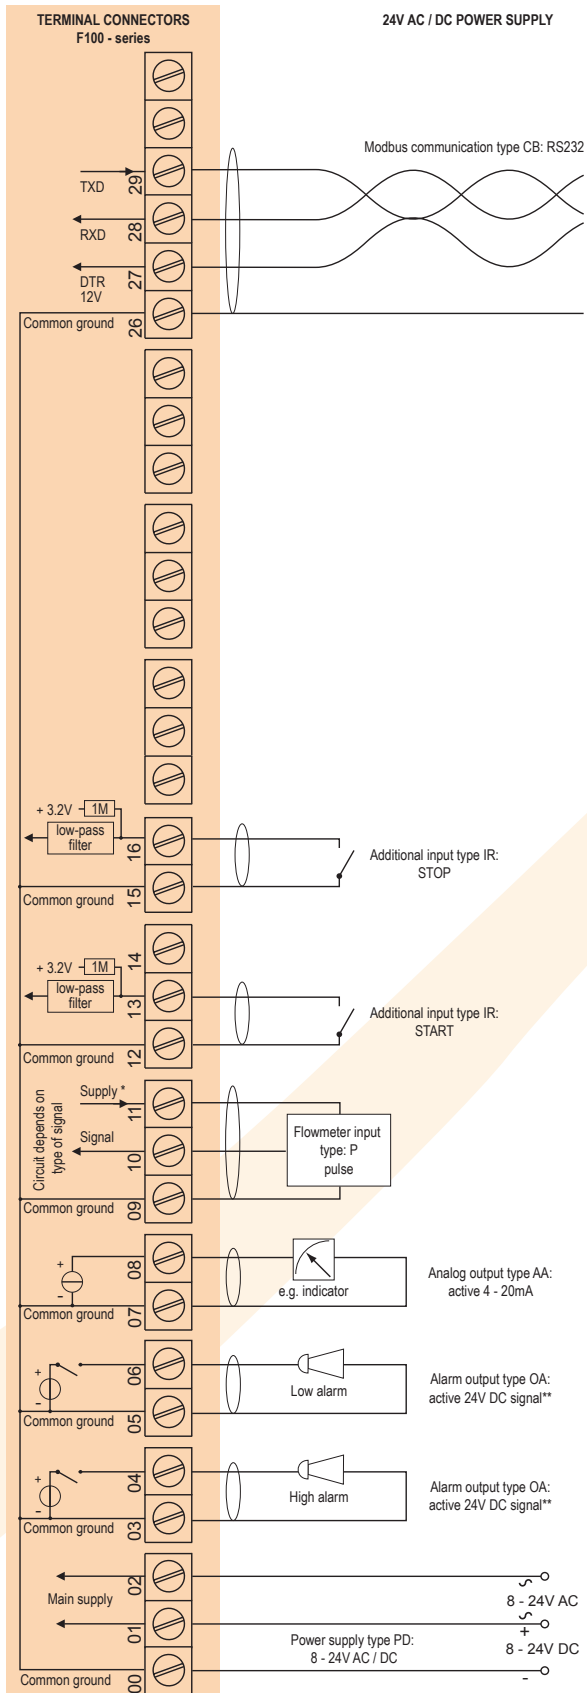 TERMINAL CONNECTORS
F100 - series
24V AC / DC POWER SUPPLY
Modbus communication type CB: RS232
TXD
29
RXD
28
DTR
12V
27
Common ground
26
+ 3.2V
1M
low-pass
filter
16
Additional input type IR:
STOP
Common ground
15
14
+ 3.2V
1M
low-pass
filter
13
Additional input type IR:
START
Common ground
12
Circuit depends on
type of signal
Supply *
11
Signal
10
Flowmeter input
type: P
pulse
Common ground
09
+
-
08
e.g. indicator
Analog output type AA:
active 4 - 20mA
Common ground
07
+
-
06
Low alarm
Alarm output type OA:
active 24V DC signal**
Common ground
05
+
-
04
High alarm
Alarm output type OA:
active 24V DC signal**
Common ground
03
02
Main supply
8 - 24V AC
01
+
Power supply type PD:
8 - 24V AC / DC
8 - 24V DC
Common ground
00
-